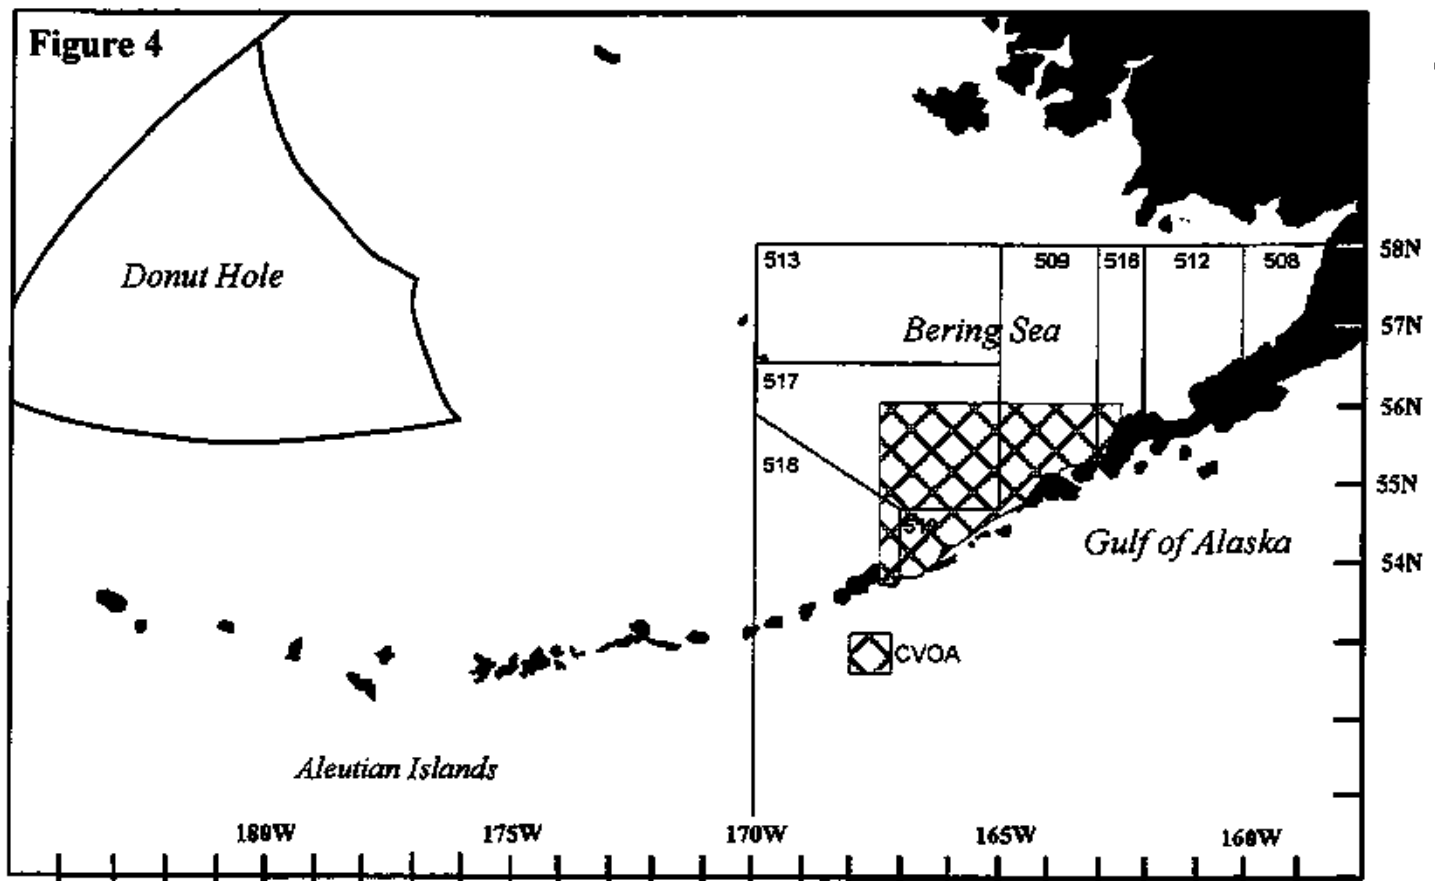 Figure 4
Donut Hole
513
509
516
512
508
58N
Bering Sea
57N
517
56N
518
55N
Gulf of Alaska
54N
CVOA
Aleutian Islands
180W
175W
170W
165W
160W